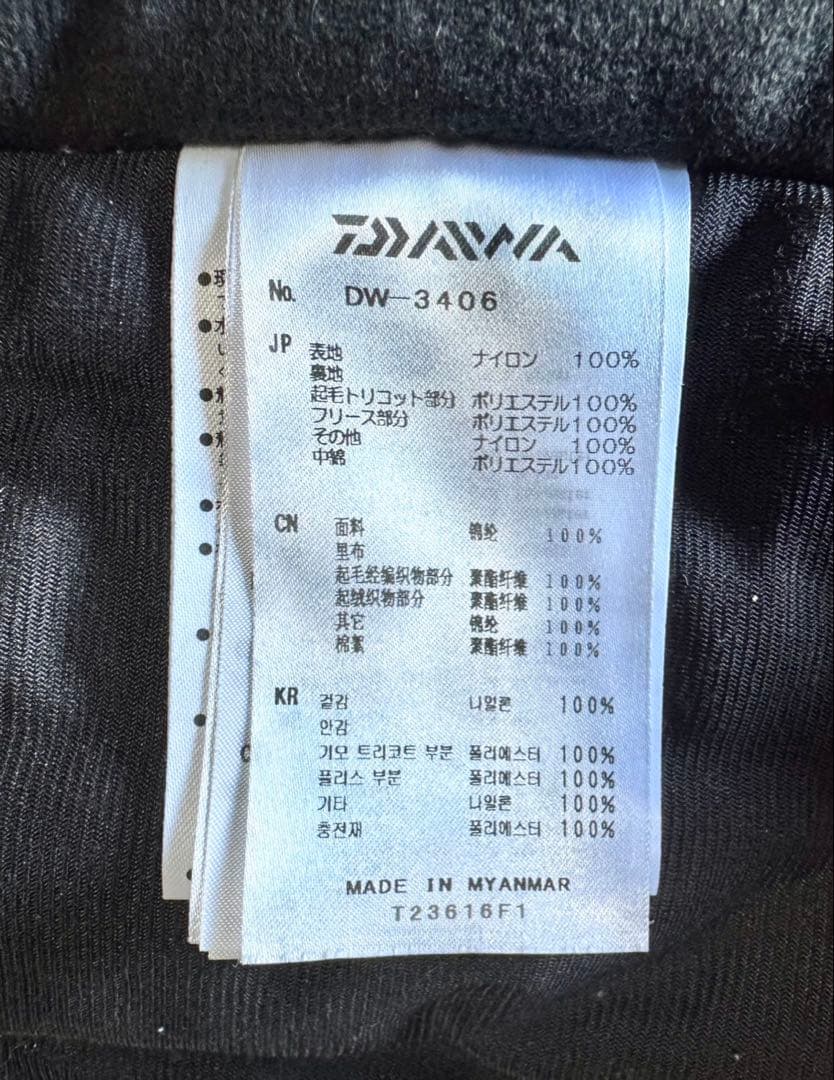 DAIWA
No. DW-3406
JP 表地 ナイロン 100%
裏地
起毛トリコット部分 ポリエステル100%
フリース部分 ポリエステル100%
その他 ナイロン 100%
中綿 ポリエステル100%
CN 面料 锦纶 100%
里布
起毛经编织物部分 聚酯纤维 100%
起绒织物部分 聚酯纤维 100%
其它 锦纶 100%
棉絮 聚酯纤维 100%
KR 겉감 나일론 100%
안감
기모 트리코트 부분 폴리에스터 100%
플리스 부분 폴리에스터 100%
기타 나일론 100%
충전재 폴리에스터 100%
MADE IN MYANMAR
T23616F1